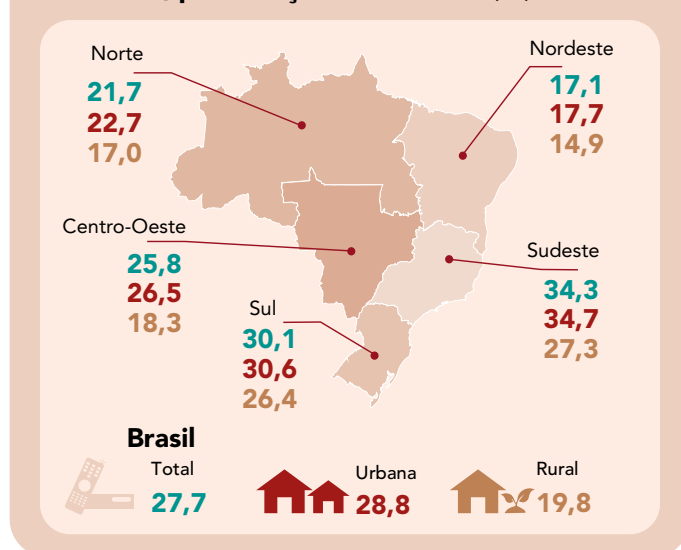 Norte
21,7
22,7
17,0
Nordeste
17,1
17,7
14,9
Centro-Oeste
25,8
26,5
18,3
Sudeste
34,3
34,7
27,3
Sul
30,1
30,6
26,4
Brasil
Total
27,7
Urbana
28,8
Rural
19,8